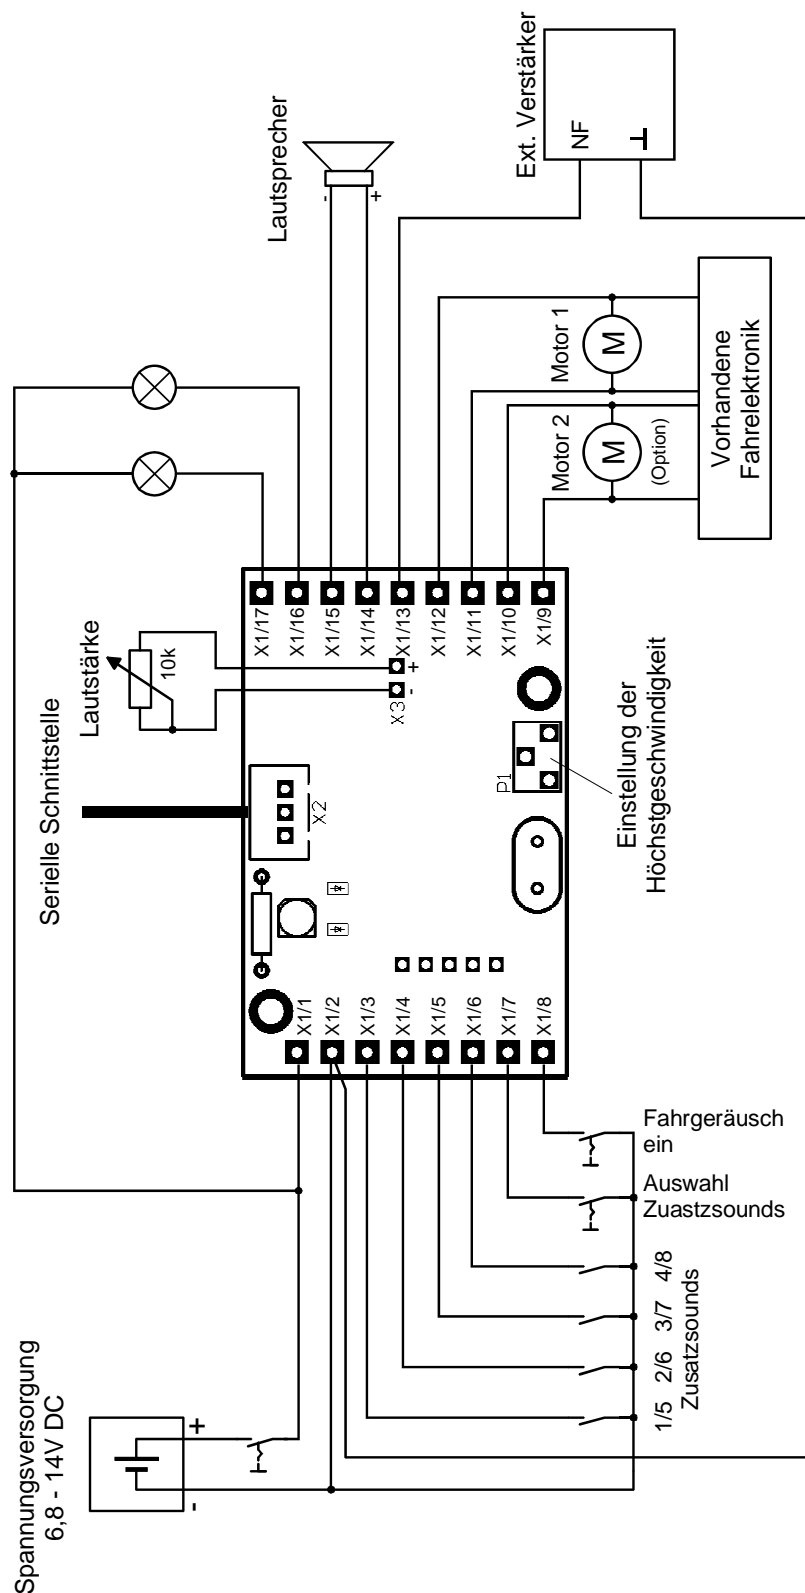 Ext. Verstärker
NF
Lautsprecher
-
+
Motor 1
M
Motor 2
M
(Option)
Vorhandene
Fahrelektronik
X1/17
X1/16
X1/15
X1/14
X1/13
X1/12
X1/11
X1/10
X1/9
Lautstärke
10k
+
-
X3
Serielle Schnittstelle
X2
P1
Einstellung der
Höchstgeschwindigkeit
X1/1
X1/2
X1/3
X1/4
X1/5
X1/6
X1/7
X1/8
Fahrgeräusch
ein
Auswahl
Zuastzsounds
1/5 2/6 3/7 4/8
Zusatzsounds
Spannungsversorgung
6,8 - 14V DC
+
-